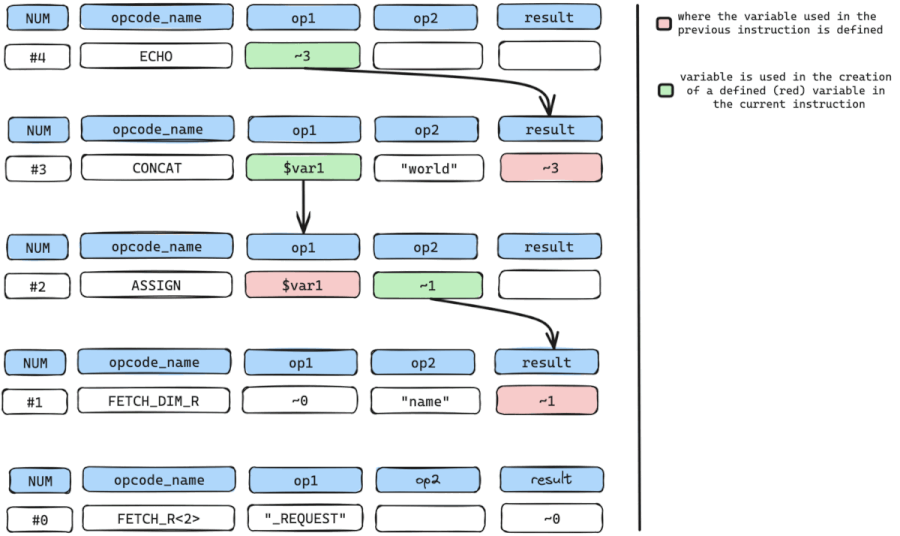 NUM opcode_name op1 op2 result
#4 ECHO ~3
NUM opcode_name op1 op2 result
#3 CONCAT $var1 "world" ~3
NUM opcode_name op1 op2 result
#2 ASSIGN $var1 ~1
NUM opcode_name op1 op2 result
#1 FETCH_DIM_R ~0 "name" ~1
NUM opcode_name op1 op2 result
#0 FETCH_R<2> "_REQUEST" ~0
where the variable used in the
previous instruction is defined
variable is used in the creation
of a defined (red) variable in
the current instruction